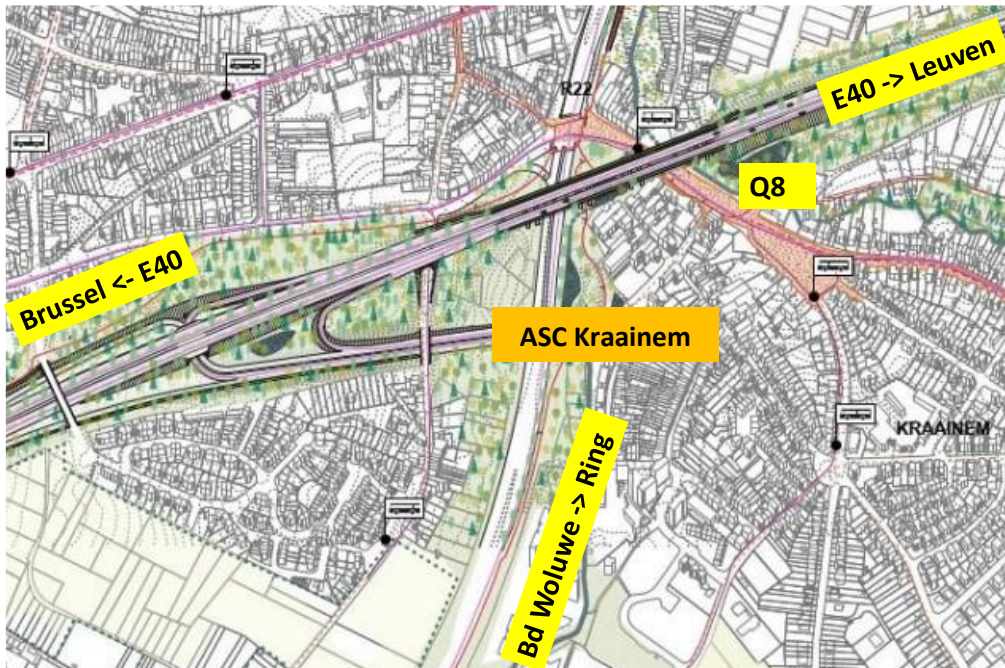 R22
E40 -> Leuven
Q8
Brussel <- E40
ASC Kraainem
KRAAINEM
Bd Woluwe -> Ring